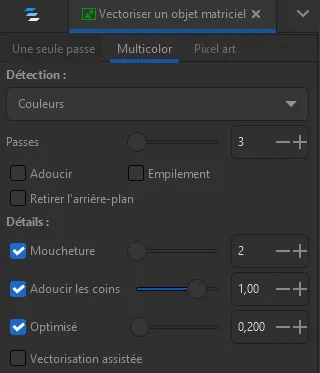 Vectoriser un objet matriciel
Une seule passe Multicolor Pixel art
Détection :
Couleurs
Passes 3
Adoucir Empilement
Retirer l'arrière-plan
Détails :
Moucheture 2
Adoucir les coins 1,00
Optimisé 0,200
Vectorisation assistée